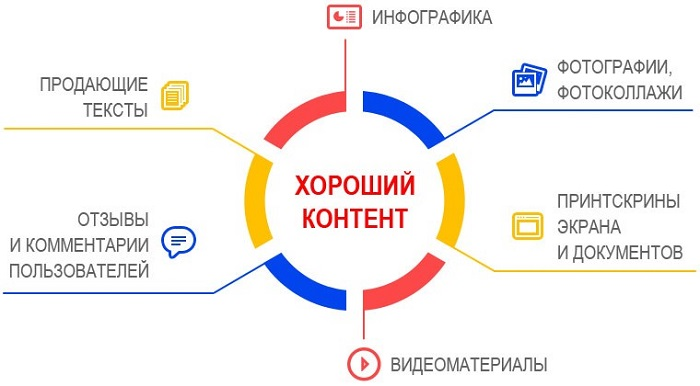 ИНФОГРАФИКА
ФОТОГРАФИИ,
ФОТОКОЛЛАЖИ
ПРОДАЮЩИЕ
ТЕКСТЫ
ХОРОШИЙ
КОНТЕНТ
ПРИНТСКРИНЫ
ЭКРАНА
И ДОКУМЕНТОВ
ОТЗЫВЫ
И КОММЕНТАРИИ
ПОЛЬЗОВАТЕЛЕЙ
ВИДЕОМАТЕРИАЛЫ